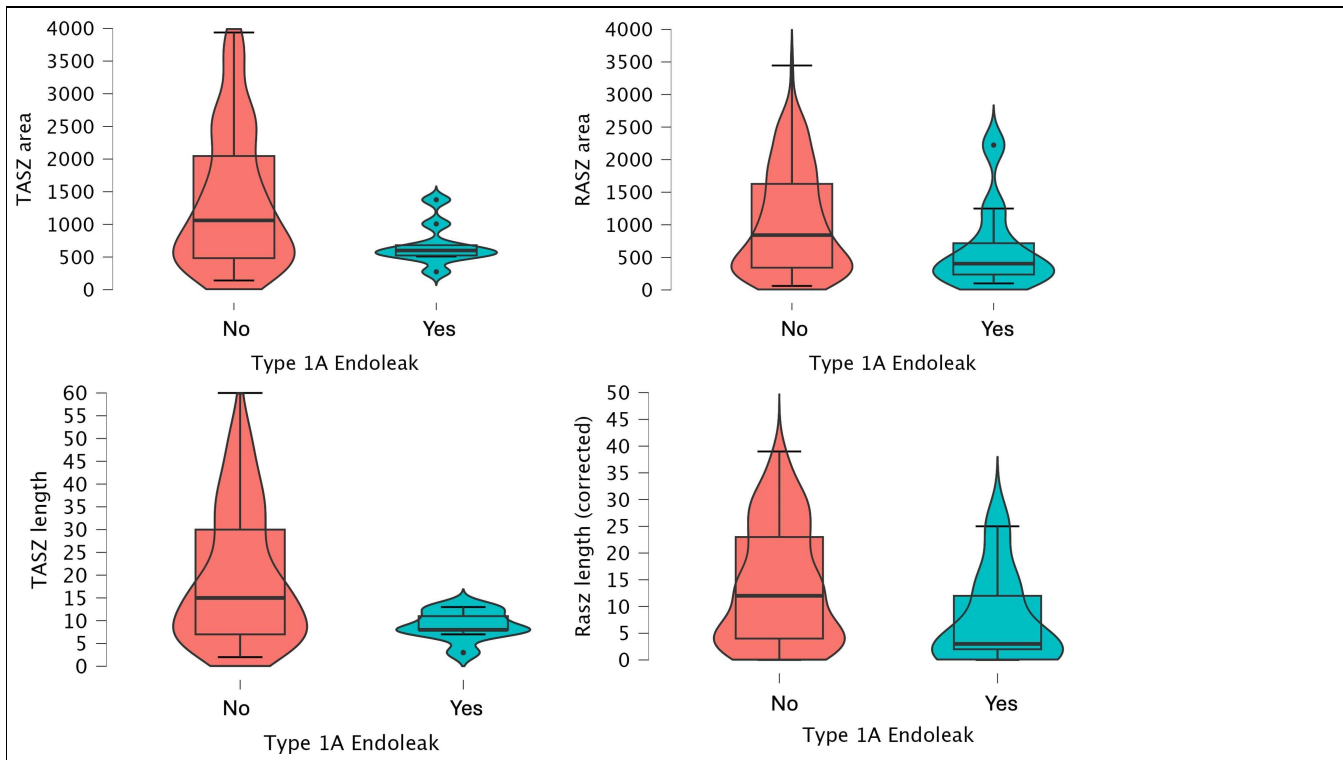 TASZ area
4000
3500
3000
2500
2000
1500
1000
500
0
No
Yes
Type 1A Endoleak
RASZ area
4000
3500
3000
2500
2000
1500
1000
500
0
No
Yes
Type 1A Endoleak
TASZ length
60
55
50
45
40
35
30
25
20
15
10
5
0
No
Yes
Type 1A Endoleak
Rasz length (corrected)
50
45
40
35
30
25
20
15
10
5
0
No
Yes
Type 1A Endoleak